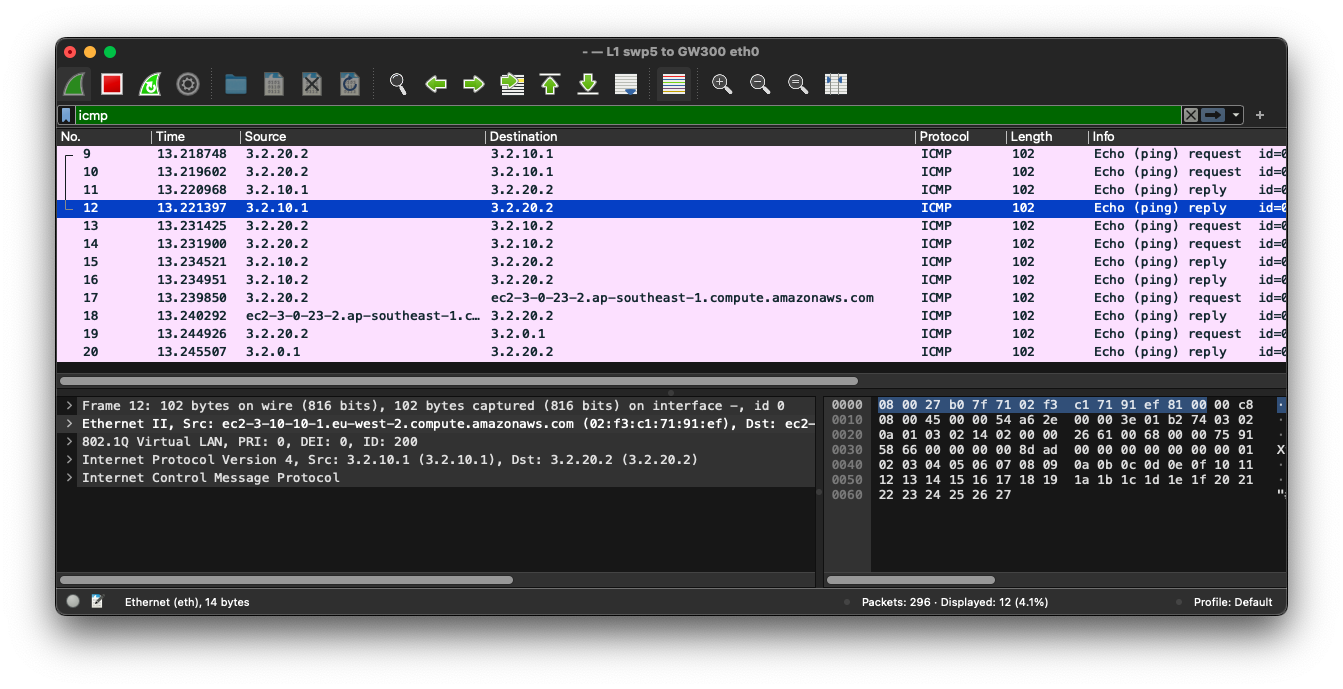 - — L1 swp5 to GW300 eth0
icmp
No. Time Source Destination Protocol Length Info
9 13.218748 3.2.20.2 3.2.10.1 ICMP 102 Echo (ping) request id=0
10 13.219602 3.2.20.2 3.2.10.1 ICMP 102 Echo (ping) request id=0
11 13.220968 3.2.10.1 3.2.20.2 ICMP 102 Echo (ping) reply id=0
12 13.221397 3.2.10.1 3.2.20.2 ICMP 102 Echo (ping) reply id=0
13 13.231425 3.2.20.2 3.2.10.2 ICMP 102 Echo (ping) request id=0
14 13.231900 3.2.20.2 3.2.10.2 ICMP 102 Echo (ping) request id=0
15 13.234521 3.2.10.2 3.2.20.2 ICMP 102 Echo (ping) reply id=0
16 13.234951 3.2.10.2 3.2.20.2 ICMP 102 Echo (ping) reply id=0
17 13.239850 3.2.20.2 ec2-3-0-23-2.ap-southeast-1.compute.amazonaws.com ICMP 102 Echo (ping) request id=0
18 13.240292 ec2-3-0-23-2.ap-southeast-1.c… 3.2.20.2 ICMP 102 Echo (ping) reply id=0
19 13.244926 3.2.20.2 3.2.0.1 ICMP 102 Echo (ping) request id=0
20 13.245507 3.2.0.1 3.2.20.2 ICMP 102 Echo (ping) reply id=0
Frame 12: 102 bytes on wire (816 bits), 102 bytes captured (816 bits) on interface -, id 0
Ethernet II, Src: ec2-3-10-10-1.eu-west-2.compute.amazonaws.com (02:f3:c1:71:91:ef), Dst: ec2-
802.1Q Virtual LAN, PRI: 0, DEI: 0, ID: 200
Internet Protocol Version 4, Src: 3.2.10.1 (3.2.10.1), Dst: 3.2.20.2 (3.2.20.2)
Internet Control Message Protocol
0000 08 00 27 b0 7f 71 02 f3 c1 71 91 ef 81 00 00 c8
0010 08 00 45 00 00 54 a6 2e 00 00 3e 01 b2 74 03 02
0020 0a 01 03 02 14 02 00 00 26 61 00 68 00 00 75 91
0030 58 66 00 00 00 00 8d ad 00 00 00 00 00 00 00 01 X
0040 02 03 04 05 06 07 08 09 0a 0b 0c 0d 0e 0f 10 11
0050 12 13 14 15 16 17 18 19 1a 1b 1c 1d 1e 1f 20 21
0060 22 23 24 25 26 27
Ethernet (eth), 14 bytes
Packets: 296 · Displayed: 12 (4.1%)
Profile: Default